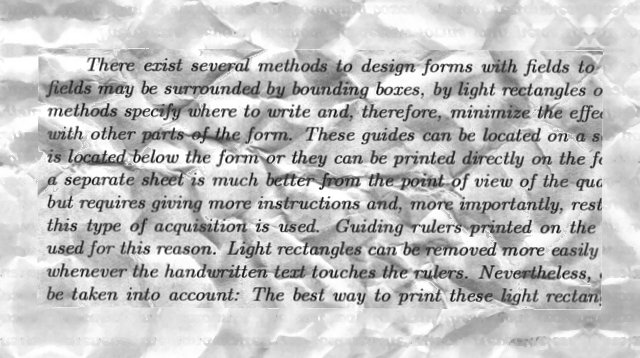 There exist several methods to design forms with fields to
fields may be surrounded by bounding boxes, by light rectangles o
methods specify where to write and, therefore, minimize the effe
with other parts of the form. These guides can be located on a s
is located below the form or they can be printed directly on the fo
a separate sheet is much better from the point of view of the qua
but requires giving more instructions and, more importantly, rest
this type of acquisition is used. Guiding rulers printed on the
used for this reason. Light rectangles can be removed more easily
whenever the handwritten text touches the rulers. Nevertheless,
be taken into account: The best way to print these light rectan